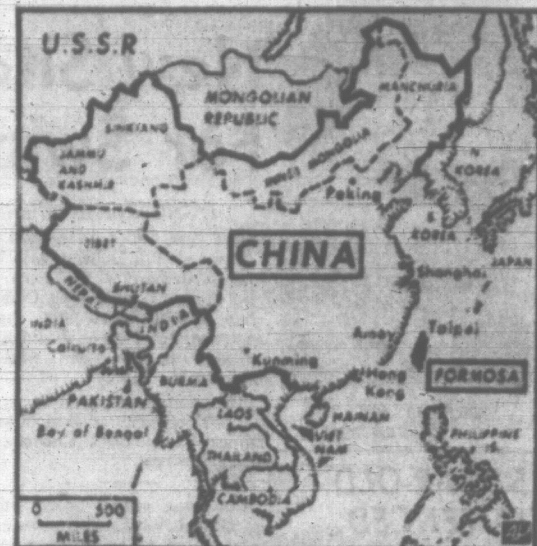 U.S.S.R.
MONGOLIAN
REPUBLIC
MANCHURIA
SINKIANG
JAMMU
AND
KASHMIR
INNER MONGOLIA
Peking
N.
KOREA
S.
KOREA
JAPAN
TIBET
CHINA
Shanghai
NEPAL
BHUTAN
INDIA
INDIA
Calcutta
Amoy
Taipei
Kunming
Hong
Kong
FORMOSA
BURMA
PAKISTAN
LAOS
HAINAN
Bay of Bengal
VIET
NAM
PHILIPPINE
IS.
THAILAND
CAMBODIA
0 500
MILES